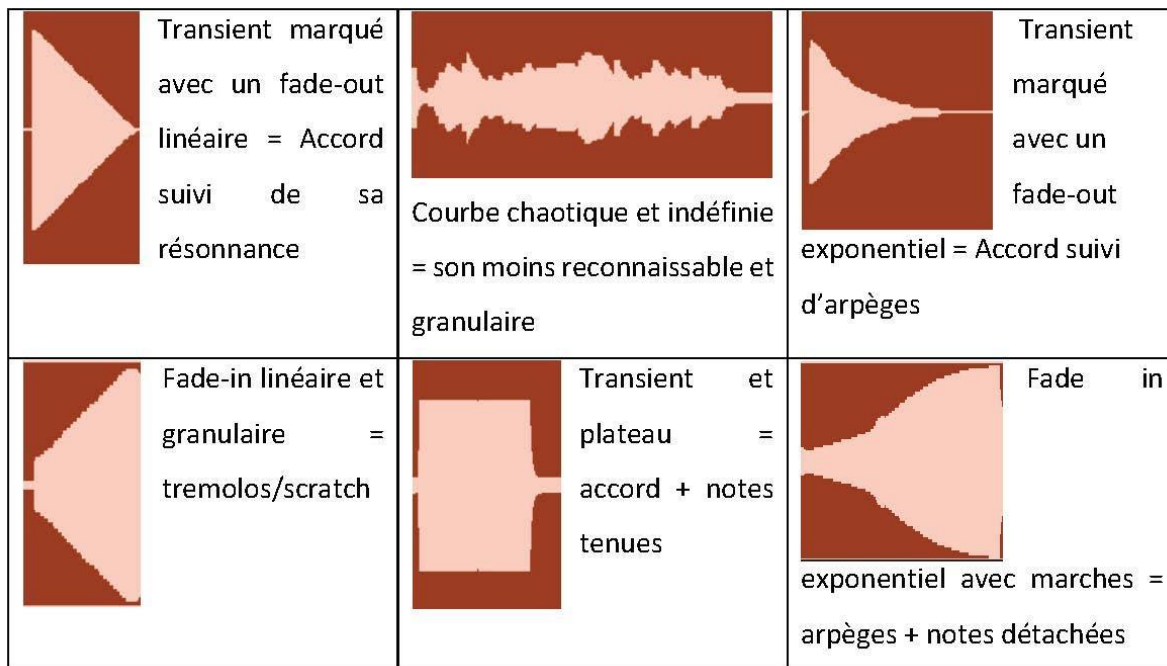 Transient marqué
avec un fade-out
linéaire = Accord
suivi de sa
résonnance
Courbe chaotique et indéfinie
= son moins reconnaissable et
granulaire
Transient
marqué
avec un
fade-out
exponentiel = Accord suivi
d’arpèges
Fade-in linéaire et
granulaire =
tremolos/scratch
Transient et
plateau =
accord + notes
tenues
Fade in
exponentiel avec marches =
arpèges + notes détachées